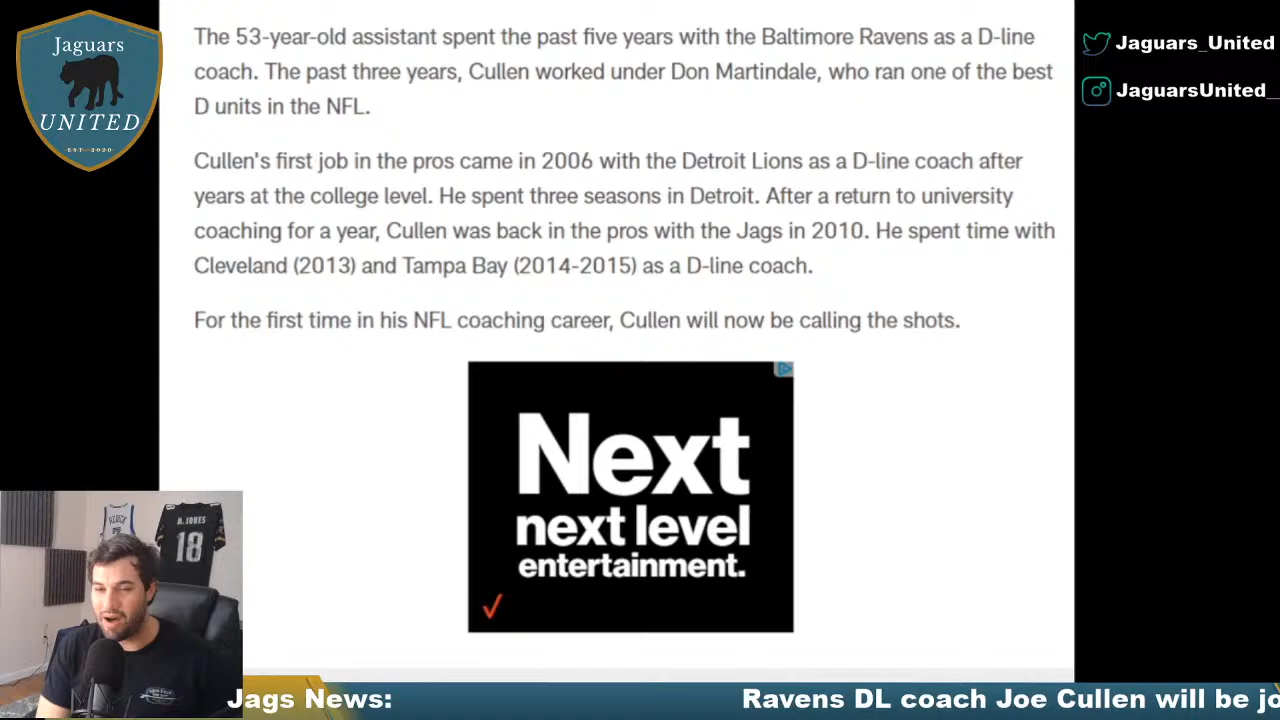 Jaguars
UNITED
EST 2020
The 53-year-old assistant spent the past five years with the Baltimore Ravens as a D-line
coach. The past three years, Cullen worked under Don Martindale, who ran one of the best
D units in the NFL.
Cullen's first job in the pros came in 2006 with the Detroit Lions as a D-line coach after
years at the college level. He spent three seasons in Detroit. After a return to university
coaching for a year, Cullen was back in the pros with the Jags in 2010. He spent time with
Cleveland (2013) and Tampa Bay (2014-2015) as a D-line coach.
For the first time in his NFL coaching career, Cullen will now be calling the shots.
Jaguars_United
JaguarsUnited_
Next
next level
entertainment.
18
Jags News:
Ravens DL coach Joe Cullen will be jo